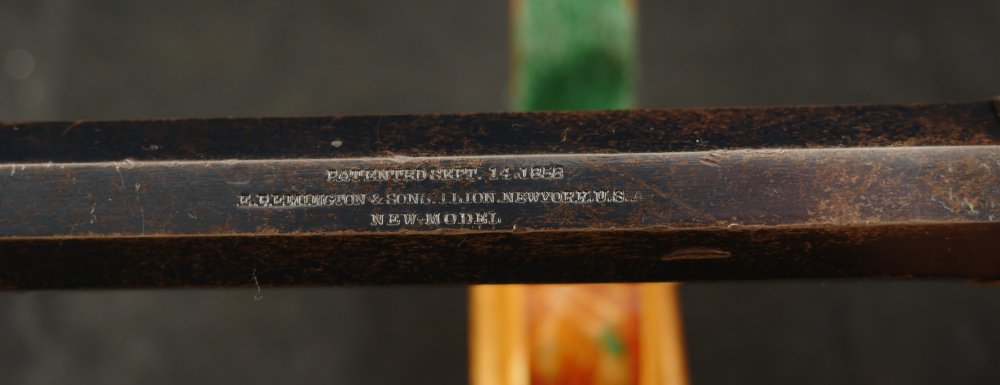 PATENTED SEPT. 14. 1858
E. REMINGTON & SONS. ILION. NEWYORK. U.S.A
NEW-MODEL